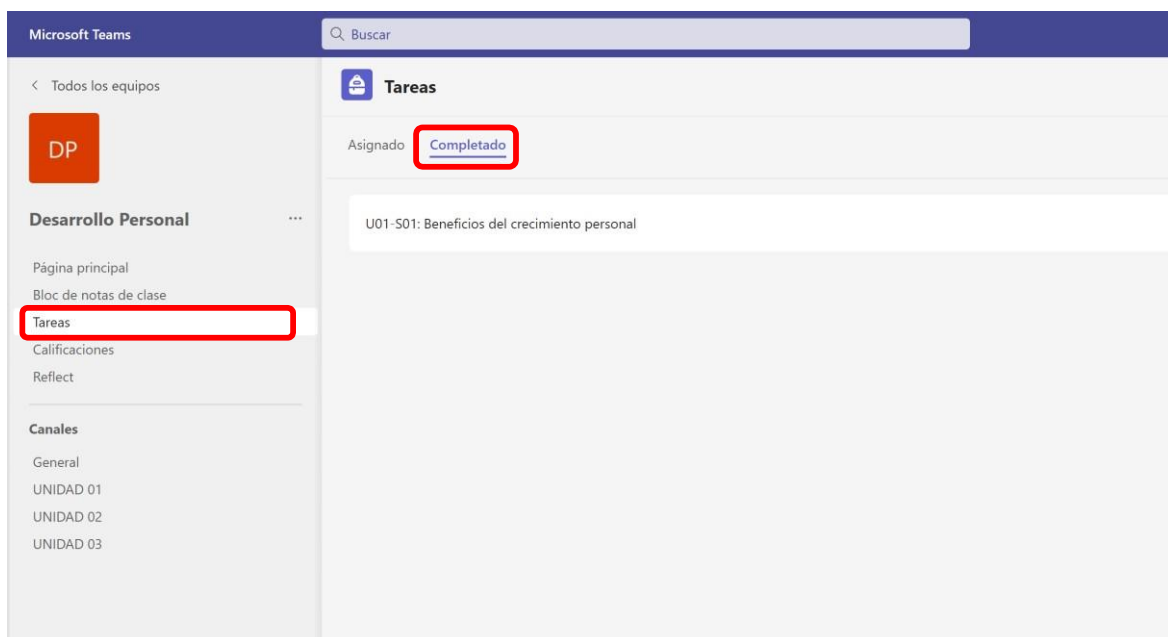 Microsoft Teams
Buscar
Todos los equipos
DP
Desarrollo Personal
Página principal
Bloc de notas de clase
Tareas
Calificaciones
Reflect
Canales
General
UNIDAD 01
UNIDAD 02
UNIDAD 03
Tareas
Asignado Completado
U01-S01: Beneficios del crecimiento personal